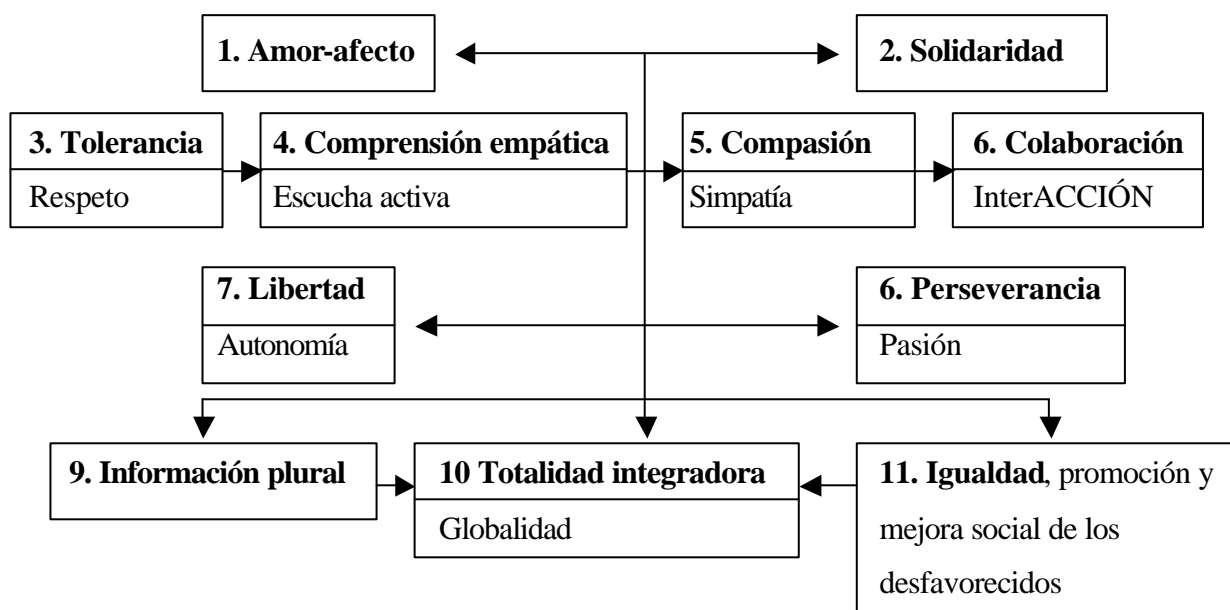 1. Amor-afecto
2. Solidaridad
3. Tolerancia
Respeto
4. Comprensión empática
Escucha activa
5. Compasión
Simpatía
6. Colaboración
InterACCIÓN
7. Libertad
Autonomía
6. Perseverancia
Pasión
9. Información plural
10 Totalidad integradora
Globalidad
11. Igualdad, promoción y
mejora social de los
desfavorecidos